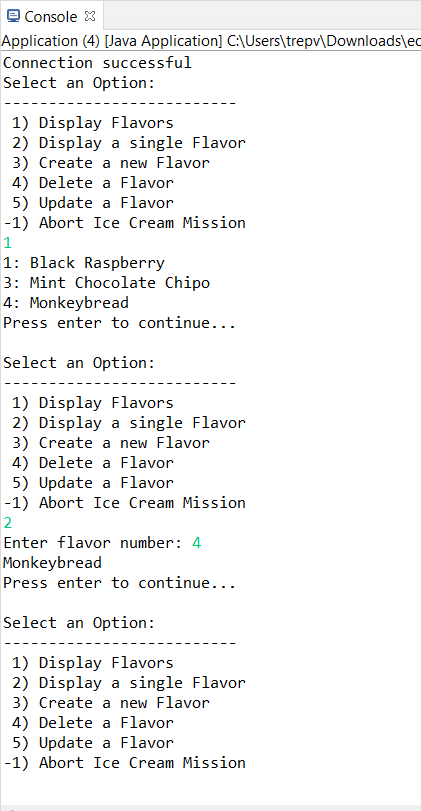 Console
Application (4) [Java Application] C:\Users\trepv\Downloads\ec
Connection successful
Select an Option:
--------------------------
 1) Display Flavors
 2) Display a single Flavor
 3) Create a new Flavor
 4) Delete a Flavor
 5) Update a Flavor
-1) Abort Ice Cream Mission
1
1: Black Raspberry
3: Mint Chocolate Chipo
4: Monkeybread
Press enter to continue...

Select an Option:
--------------------------
 1) Display Flavors
 2) Display a single Flavor
 3) Create a new Flavor
 4) Delete a Flavor
 5) Update a Flavor
-1) Abort Ice Cream Mission
2
Enter flavor number: 4
Monkeybread
Press enter to continue...

Select an Option:
--------------------------
 1) Display Flavors
 2) Display a single Flavor
 3) Create a new Flavor
 4) Delete a Flavor
 5) Update a Flavor
-1) Abort Ice Cream Mission